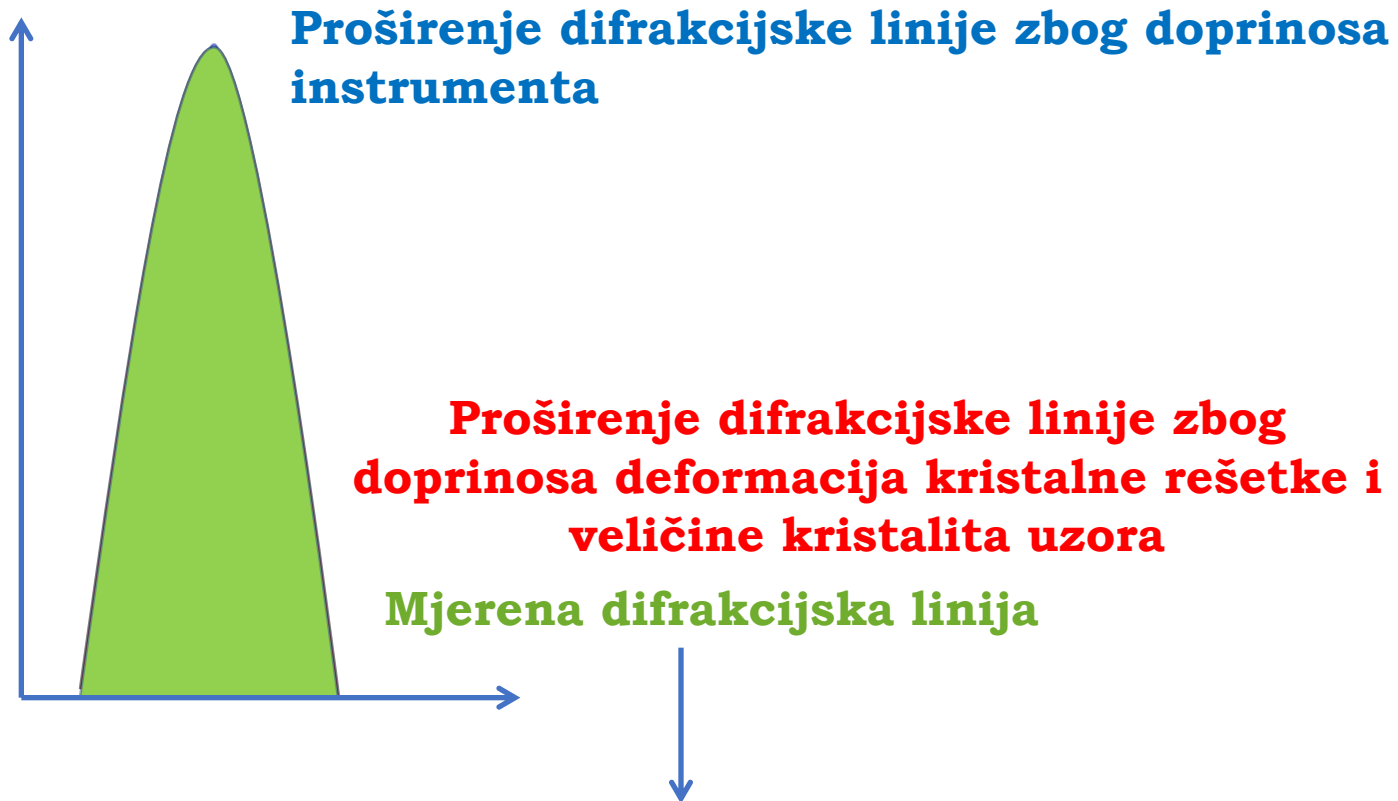 Proširenje difrakcijske linije zbog doprinosa
instrumenta
Proširenje difrakcijske linije zbog
doprinosa deformacija kristalne rešetke i
veličine kristalita uzora
Mjerena difrakcijska linija